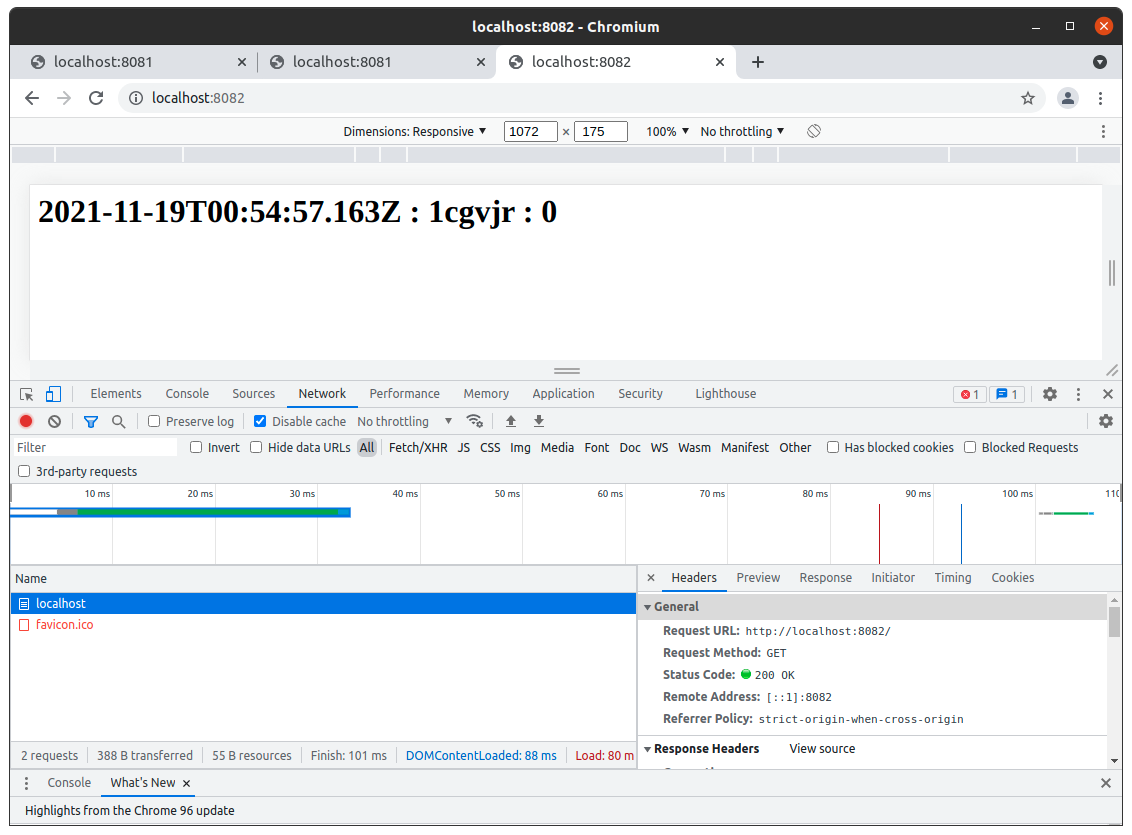 localhost:8082 - Chromium
localhost:8081 localhost:8081 localhost:8082
localhost:8082
Dimensions: Responsive 1072 × 175 100% No throttling
2021-11-19T00:54:57.163Z : 1cgvjr : 0
Elements Console Sources Network Performance Memory Application Security Lighthouse 1 1
Preserve log Disable cache No throttling
Filter Invert Hide data URLs All Fetch/XHR JS CSS Img Media Font Doc WS Wasm Manifest Other Has blocked cookies Blocked Requests
3rd-party requests
10 ms 20 ms 30 ms 40 ms 50 ms 60 ms 70 ms 80 ms 90 ms 100 ms
Name
localhost
favicon.ico
2 requests 388 B transferred 55 B resources Finish: 101 ms DOMContentLoaded: 88 ms Load: 80 m
× Headers Preview Response Initiator Timing Cookies
General
Request URL: http://localhost:8082/
Request Method: GET
Status Code: 200 OK
Remote Address: [::1]:8082
Referrer Policy: strict-origin-when-cross-origin
Response Headers View source
Console What's New ×
Highlights from the Chrome 96 update